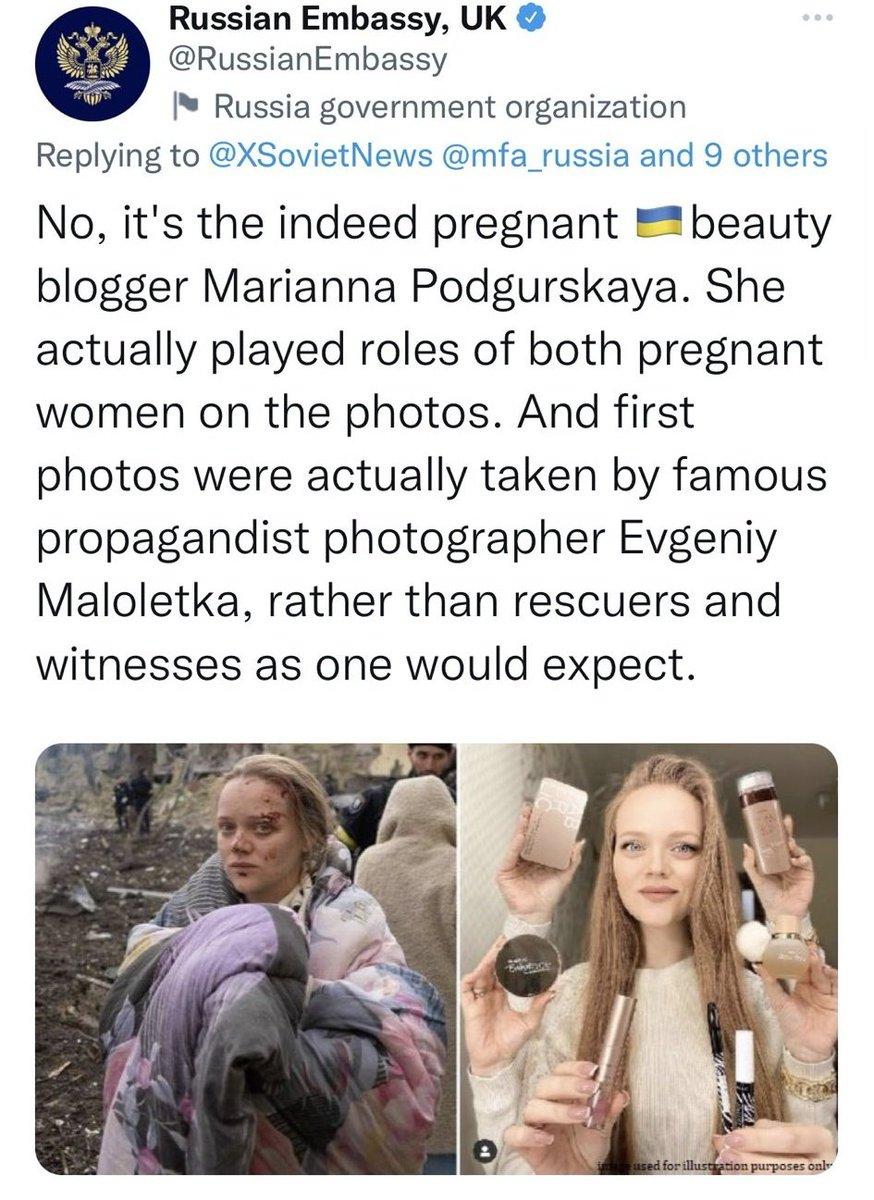 Russian Embassy, UK
@RussianEmbassy
Russia government organization
Replying to @XSovietNews @mfa_russia and 9 others
No, it's the indeed pregnant 🇺🇦 beauty
blogger Marianna Podgurskaya. She
actually played roles of both pregnant
women on the photos. And first
photos were actually taken by famous
propagandist photographer Evgeniy
Maloletka, rather than rescuers and
witnesses as one would expect.
used for illustration purposes only